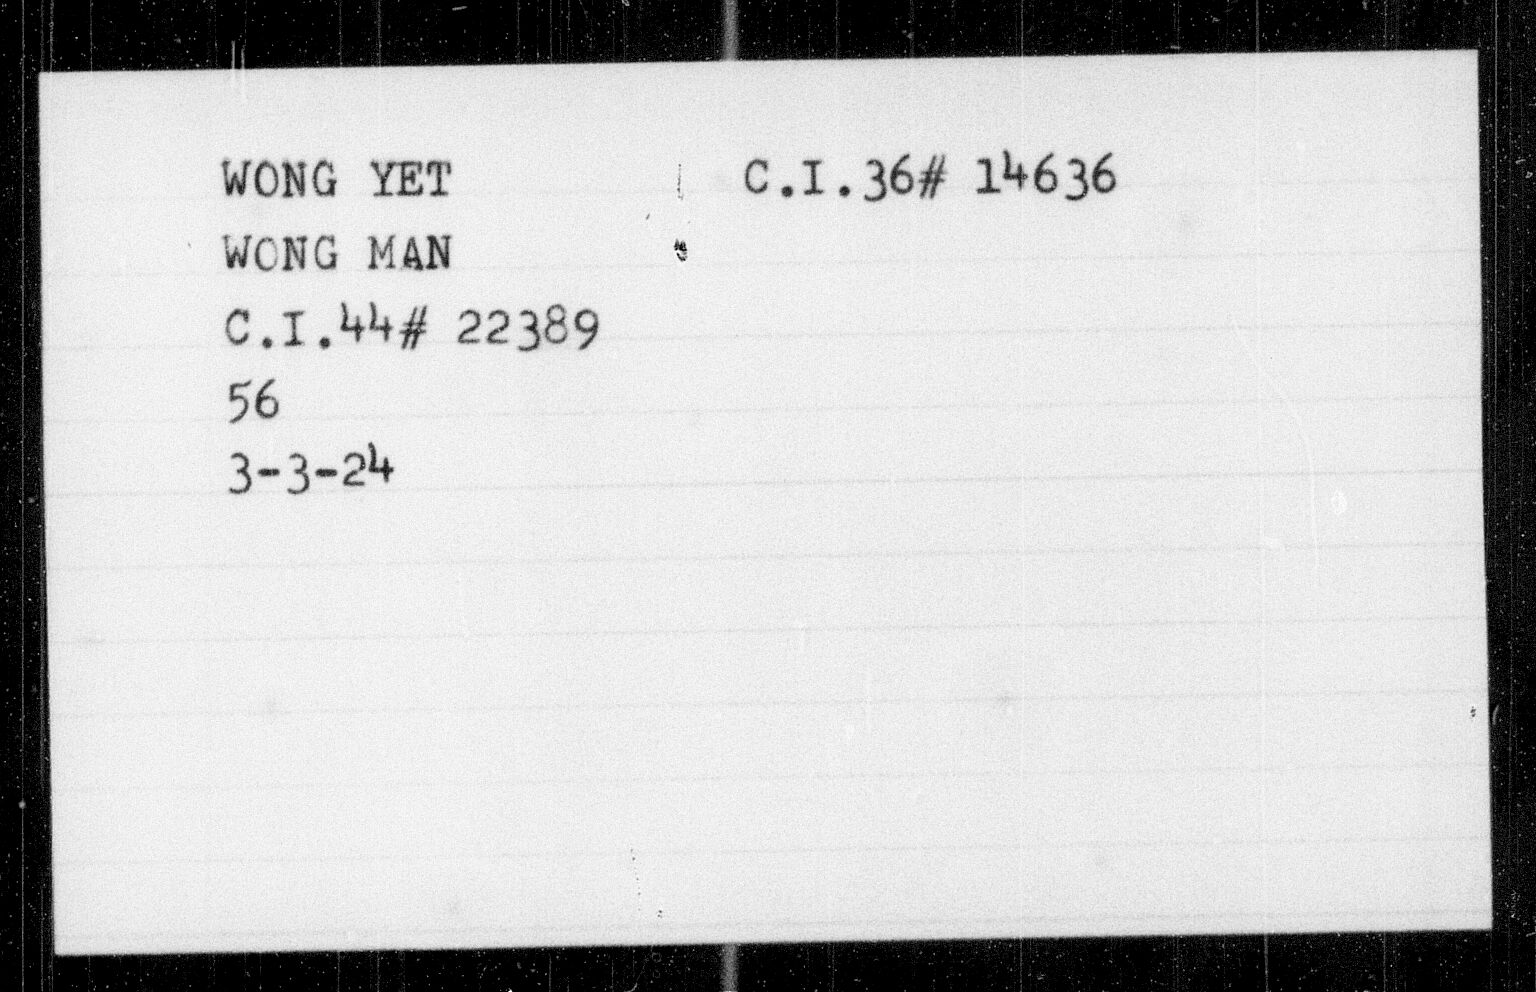 WONG YET C.I.36# 14636
WONG MAN
C.I.44# 22389
56
3-3-24